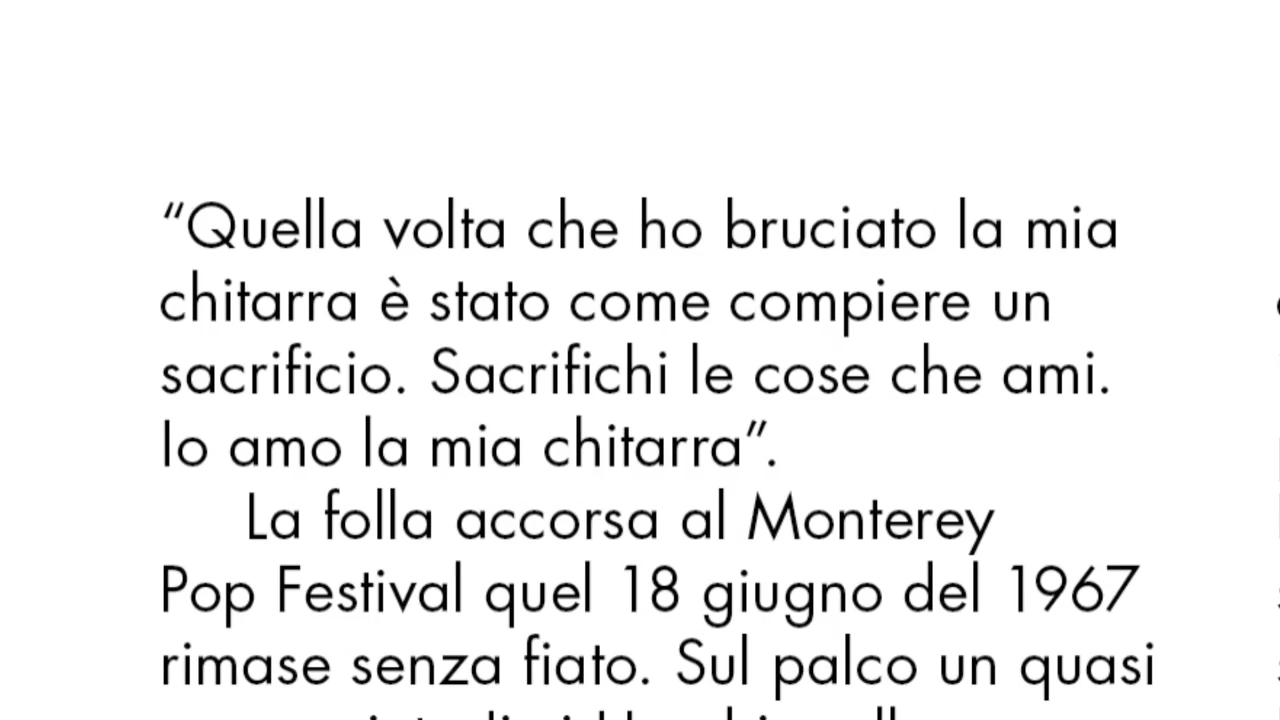 “Quella volta che ho bruciato la mia
chitarra è stato come compiere un
sacrificio. Sacrifichi le cose che ami.
Io amo la mia chitarra”.
La folla accorsa al Monterey
Pop Festival quel 18 giugno del 1967
rimase senza fiato. Sul palco un quasi